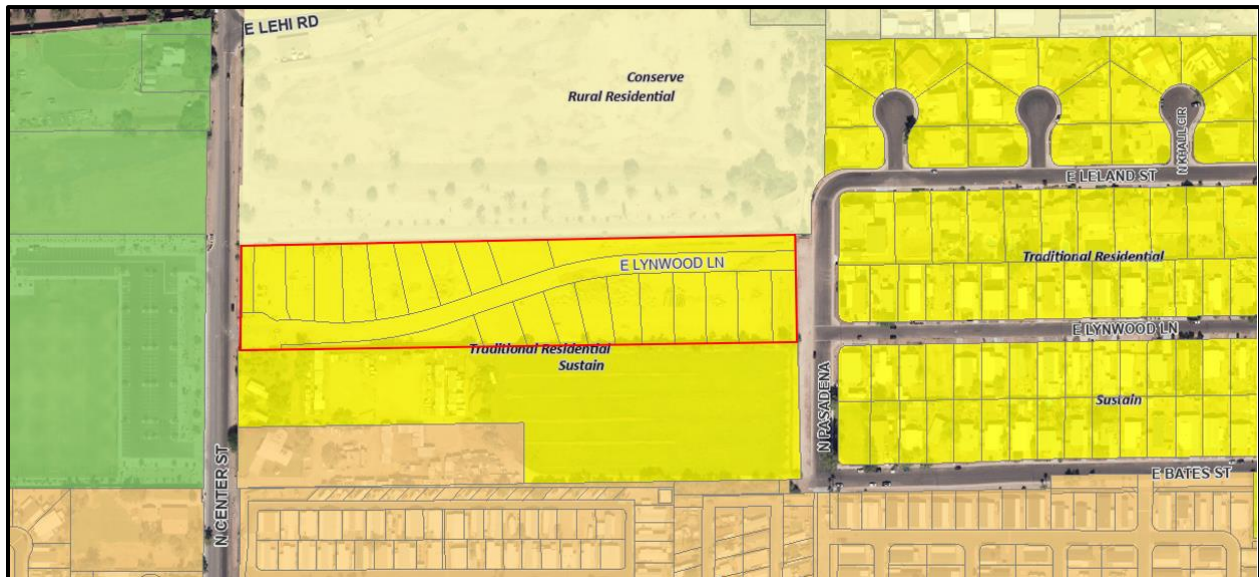 E LEHI RD
Conserve
Rural Residential
N KHALIL CIR
E LELAND ST
Traditional Residential
E LYNWOOD LN
E LYNWOOD LN
Traditional Residential
Sustain
N PASADENA
Sustain
E BATES ST
N CENTER ST